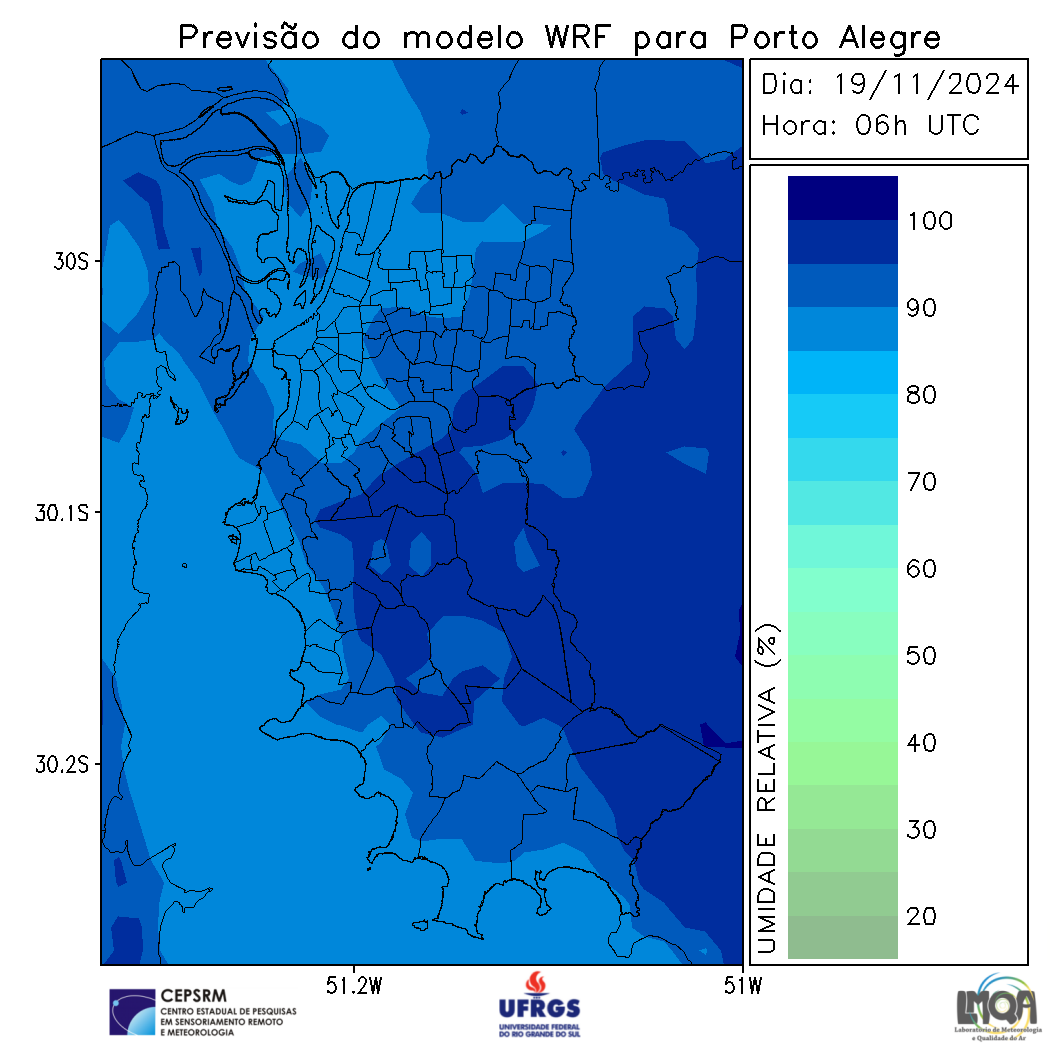 Previsão do modelo WRF para Porto Alegre
Dia: 19/11/2024
Hora: 06h UTC
30S
30.1S
30.2S
51.2W
51W
100
90
80
70
60
50
40
30
20
UMIDADE RELATIVA (%)
CEPSRM
CENTRO ESTADUAL DE PESQUISAS
EM SENSORIAMENTO REMOTO
E METEOROLOGIA
UFRGS
UNIVERSIDADE FEDERAL
DO RIO GRANDE DO SUL
LMQA
Laboratório de Meteorologia
e Qualidade do Ar